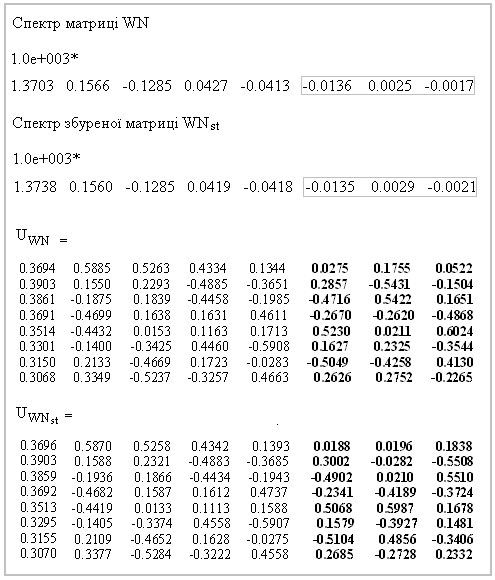 Спектр матриці WN
1.0e+003*
1.3703 0.1566 -0.1285 0.0427 -0.0413 -0.0136 0.0025 -0.0017
Спектр збуреної матриці WNst
1.0e+003*
1.3738 0.1560 -0.1285 0.0419 -0.0418 -0.0135 0.0029 -0.0021
UWN =
0.3694 0.5885 0.5263 0.4334 0.1344 0.0275 0.1755 0.0522
0.3903 0.1550 0.2293 -0.4885 -0.3651 0.2857 -0.5431 -0.1504
0.3861 -0.1875 0.1839 -0.4458 -0.1985 -0.4716 0.5422 0.1651
0.3691 -0.4699 0.1638 0.1631 0.4611 -0.2670 -0.2620 -0.4868
0.3514 -0.4432 0.0153 0.1163 0.1713 0.5230 0.0211 0.6024
0.3301 -0.1400 -0.3425 0.4460 -0.5908 0.1627 0.2325 -0.3544
0.3150 0.2133 -0.4669 0.1723 -0.0283 -0.5049 -0.4258 0.4130
0.3068 0.3349 -0.5237 -0.3257 0.4663 0.2626 0.2752 -0.2265
UWNst =
0.3696 0.5870 0.5258 0.4342 0.1393 0.0188 0.0196 0.1838
0.3903 0.1588 0.2321 -0.4883 -0.3685 0.3002 -0.0282 -0.5508
0.3859 -0.1936 0.1866 -0.4434 -0.1943 -0.4902 0.0210 0.5510
0.3692 -0.4682 0.1587 0.1612 0.4737 -0.2341 -0.4189 -0.3724
0.3513 -0.4419 0.0133 0.1113 0.1588 0.5068 0.5987 0.1678
0.3295 -0.1405 -0.3374 0.4558 -0.5907 0.1579 -0.3927 0.1481
0.3155 0.2109 -0.4652 0.1628 -0.0275 -0.5104 0.4856 -0.3406
0.3070 0.3377 -0.5284 -0.3222 0.4558 0.2685 -0.2728 0.2332